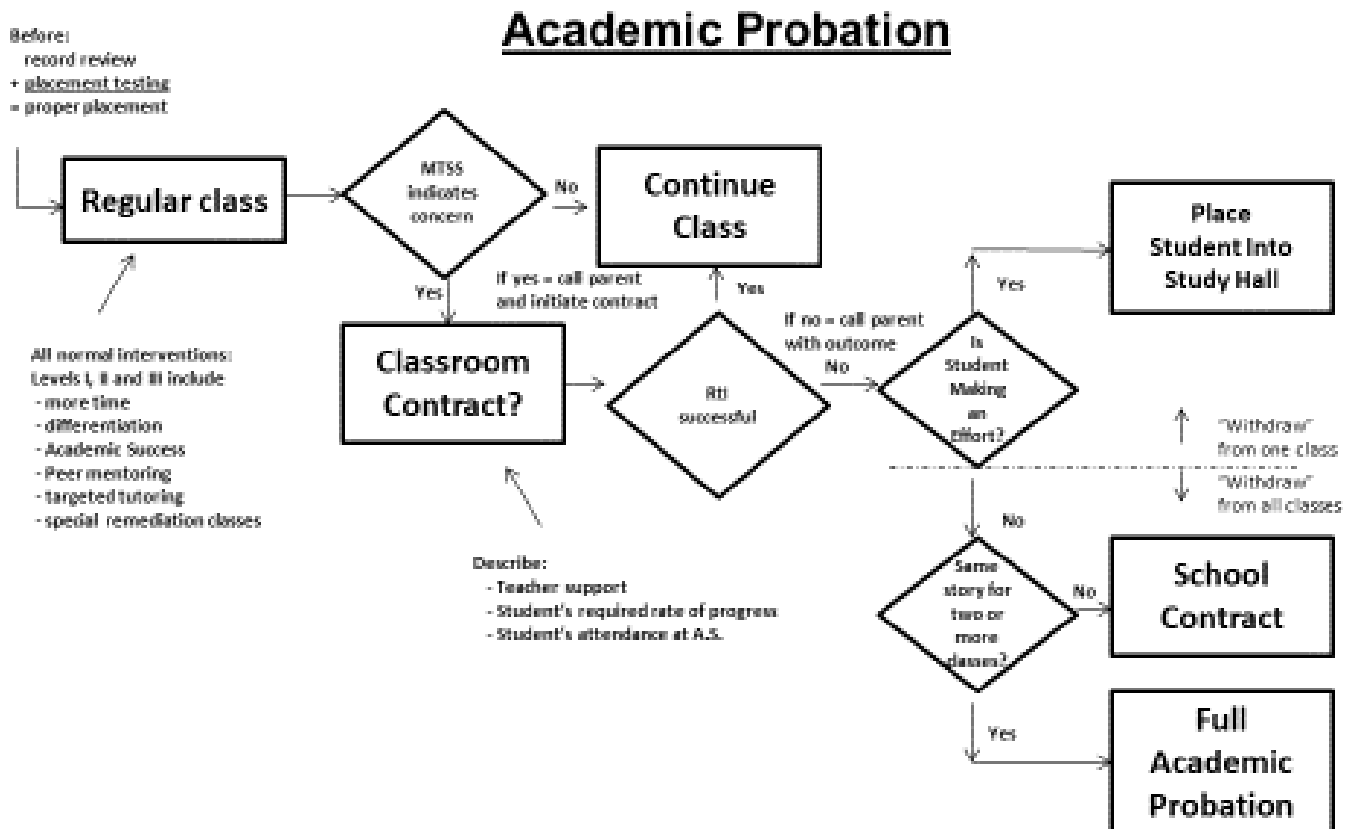 Academic Probation
Before:
record review
+ placement testing
= proper placement
Regular class
MTSS
indicates
concern
No
Continue
Class
Yes
If yes = call parent
and initiate contract
All normal interventions:
Levels I, II and III include
- more time
- differentiation
- Academic Success
- Peer mentoring
- targeted tutoring
- special remediation classes
Classroom
Contract?
Describe:
- Teacher support
- Student's required rate of progress
- Student's attendance at A.S.
RtI
successful
Yes
If no = call parent
with outcome
No
Is
Student
Making
an
Effort?
Yes
Place
Student Into
Study Hall
"Withdraw"
from one class
"Withdraw"
from all classes
No
Same
story for
two or
more
classes?
No
School
Contract
Yes
Full
Academic
Probation